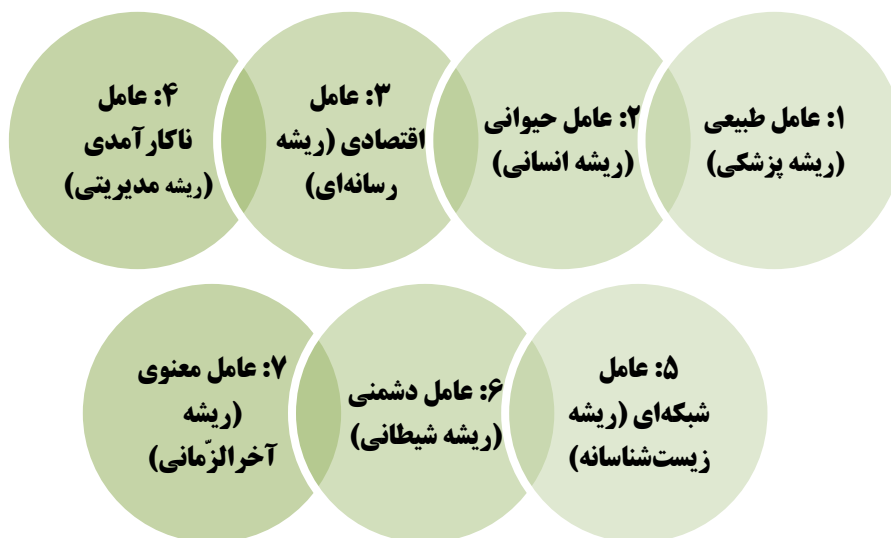 ۱: عامل طبیعی
(ریشه پزشکی)
۲: عامل حیوانی
(ریشه انسانی)
۳: عامل
اقتصادی (ریشه
رسانه‌ای)
۴: عامل
ناکارآمدی
(ریشه مدیریتی)
۵: عامل
شبکه‌ای (ریشه
زیست‌شناسانه)
۶: عامل دشمنی
(ریشه شیطانی)
۷: عامل معنوی
(ریشه
آخرالزّمانی)